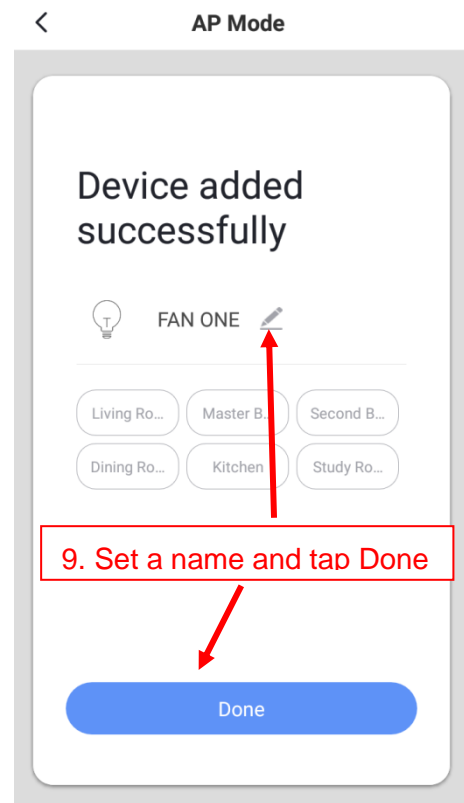 AP Mode
Device added
successfully
T
FAN ONE
Living Ro... Master B... Second B...
Dining Ro... Kitchen Study Ro...
9. Set a name and tap Done
Done